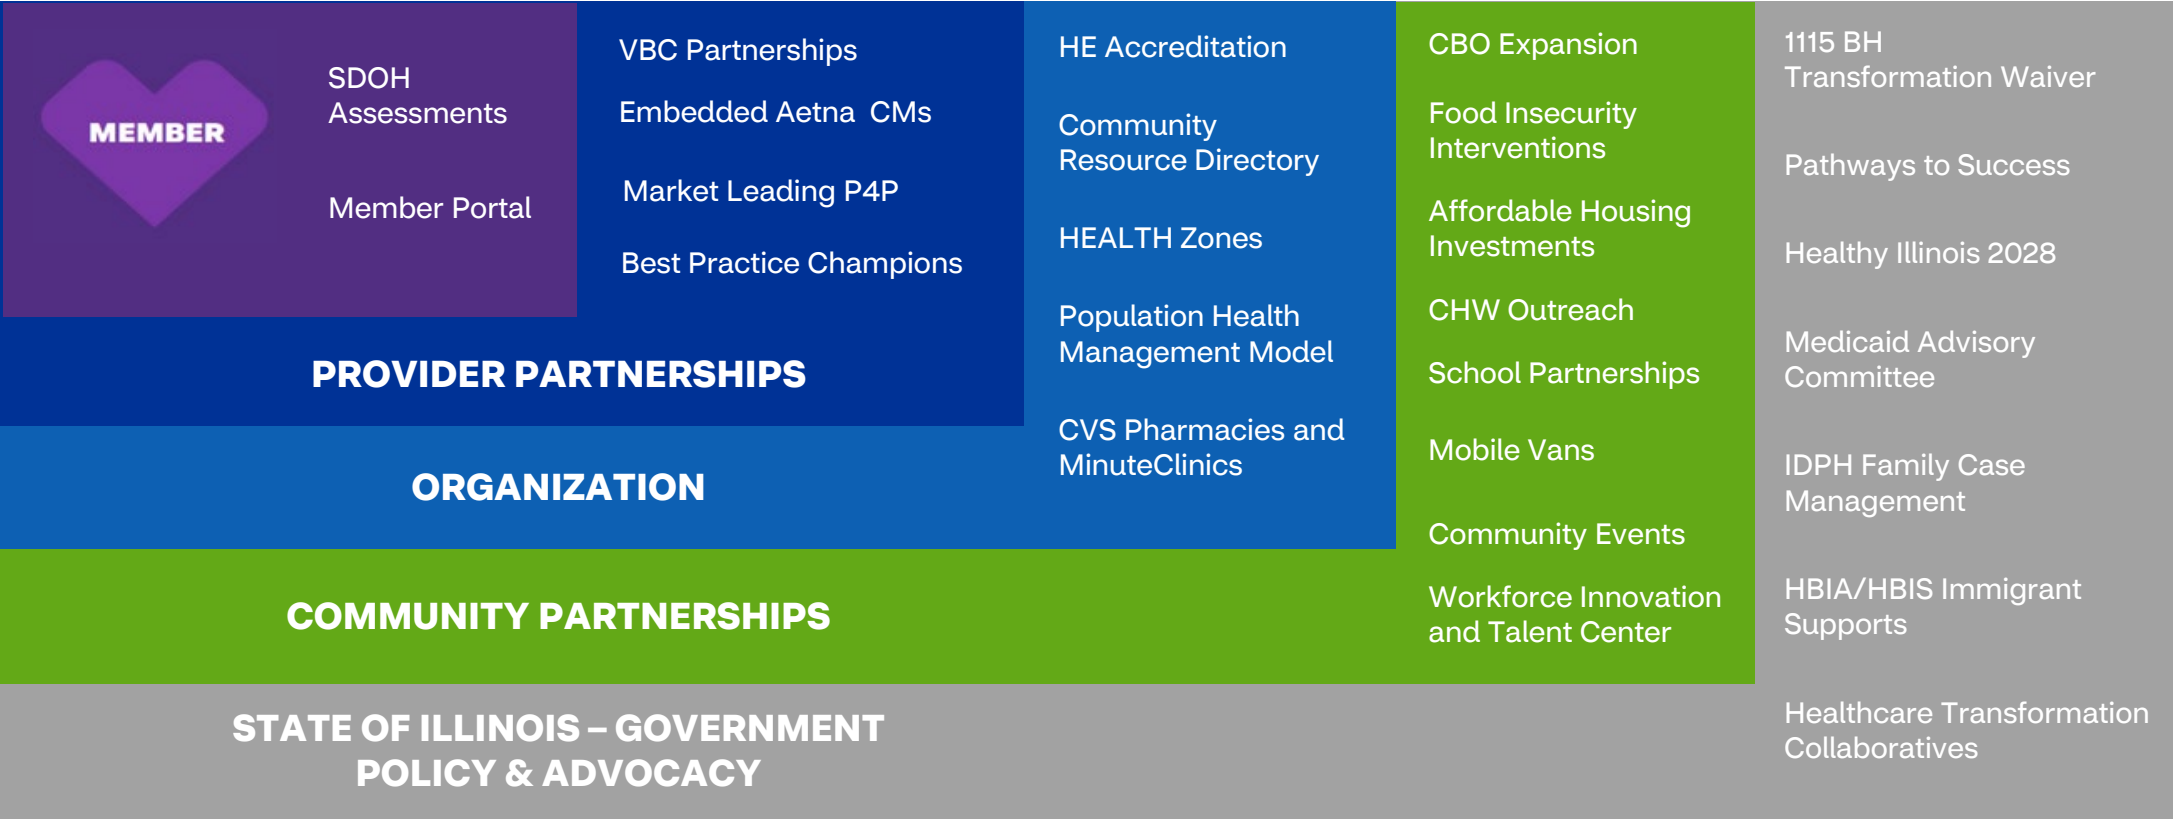 MEMBER
SDOH
Assessments
Member Portal
VBC Partnerships
Embedded Aetna  CMs
Market Leading P4P
Best Practice Champions
PROVIDER PARTNERSHIPS
HE Accreditation
Community
Resource Directory
HEALTH Zones
Population Health
Management Model
CVS Pharmacies and
MinuteClinics
ORGANIZATION
CBO Expansion
Food Insecurity
Interventions
Affordable Housing
Investments
CHW Outreach
School Partnerships
Mobile Vans
Community Events
Workforce Innovation
and Talent Center
COMMUNITY PARTNERSHIPS
1115 BH
Transformation Waiver
Pathways to Success
Healthy Illinois 2028
Medicaid Advisory
Committee
IDPH Family Case
Management
HBIA/HBIS Immigrant
Supports
Healthcare Transformation
Collaboratives
STATE OF ILLINOIS – GOVERNMENT
POLICY & ADVOCACY